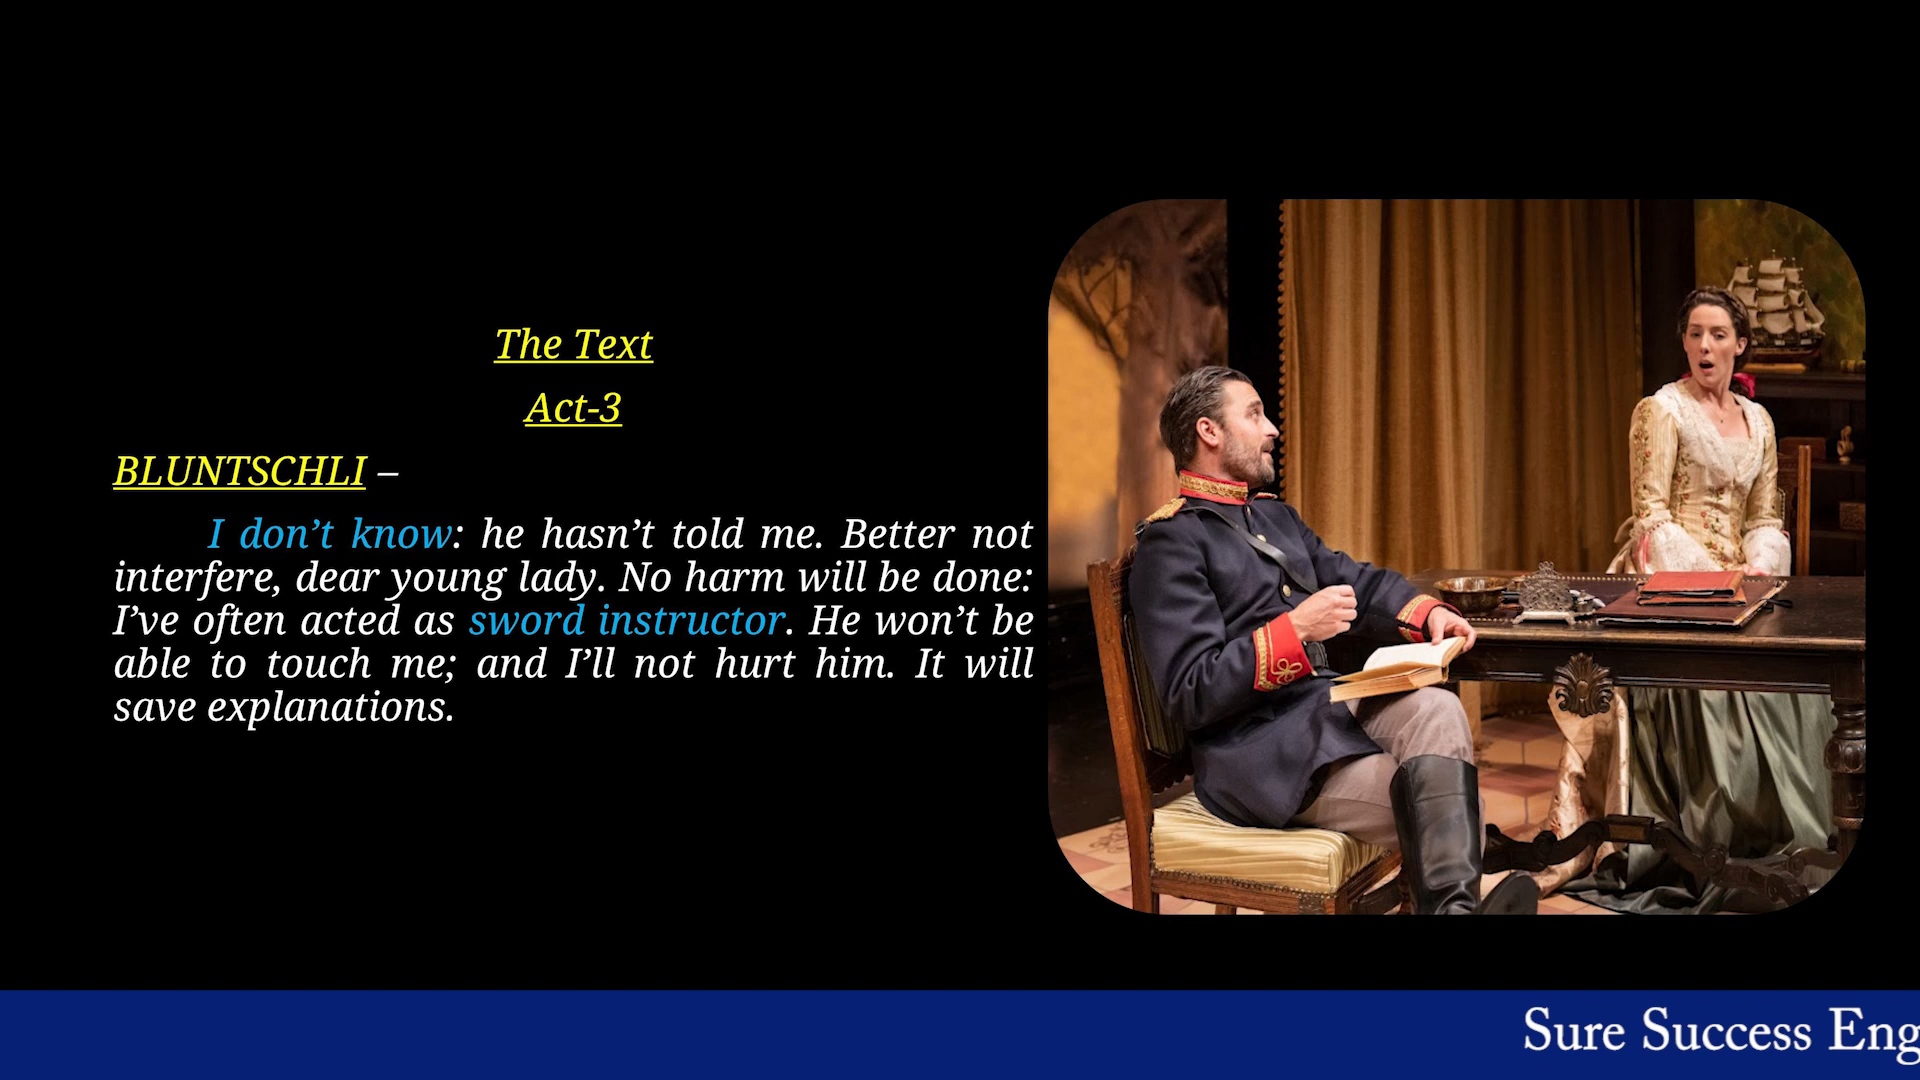 The Text
Act-3
BLUNTSCHLI –
I don’t know: he hasn’t told me. Better not
interfere, dear young lady. No harm will be done:
I’ve often acted as sword instructor. He won’t be
able to touch me; and I’ll not hurt him. It will
save explanations.
Sure Success Eng